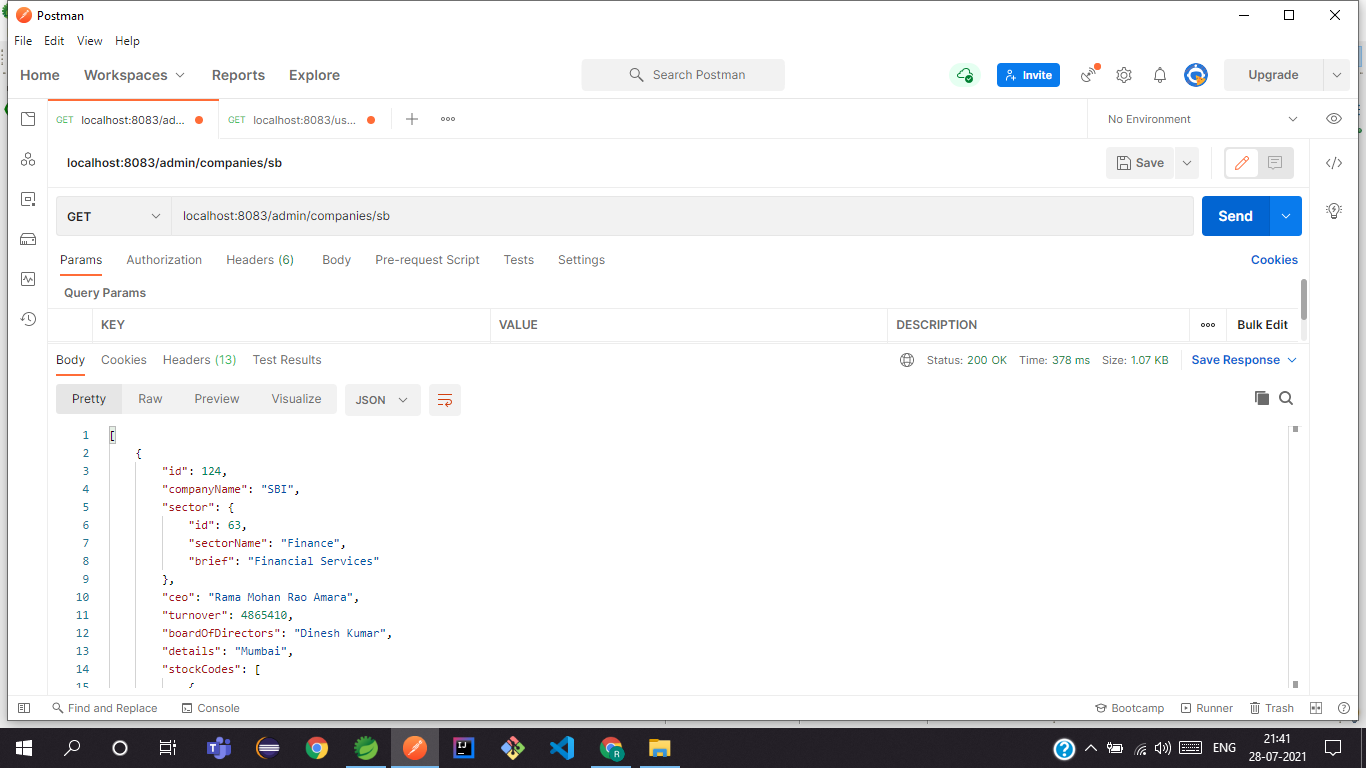 Postman
File Edit View Help
Home Workspaces Reports Explore Search Postman Invite Upgrade
GET localhost:8083/ad... GET localhost:8083/us... No Environment
localhost:8083/admin/companies/sb Save
GET localhost:8083/admin/companies/sb Send
Params Authorization Headers (6) Body Pre-request Script Tests Settings Cookies
Query Params
KEY VALUE DESCRIPTION Bulk Edit
Body Cookies Headers (13) Test Results Status: 200 OK Time: 378 ms Size: 1.07 KB Save Response
Pretty Raw Preview Visualize JSON
1 [
2 {
3 "id": 124,
4 "companyName": "SBI",
5 "sector": {
6 "id": 63,
7 "sectorName": "Finance",
8 "brief": "Financial Services"
9 },
10 "ceo": "Rama Mohan Rao Amara",
11 "turnover": 4865410,
12 "boardOfDirectors": "Dinesh Kumar",
13 "details": "Mumbai",
14 "stockCodes": [
15 {
Find and Replace Console Bootcamp Runner Trash
ENG 21:41
28-07-2021